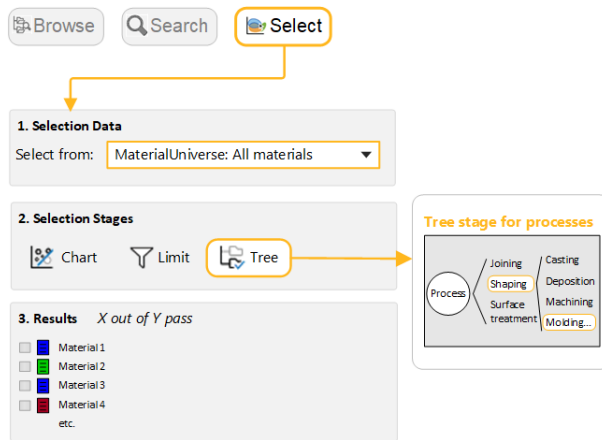 Browse
Search
Select
1. Selection Data
Select from: MaterialUniverse: All materials
2. Selection Stages
Chart
Limit
Tree
Tree stage for processes
Process
Joining
Shaping
Surface
treatment
Casting
Deposition
Machining
Molding...
3. Results X out of Y pass
Material 1
Material 2
Material 3
Material 4
etc.